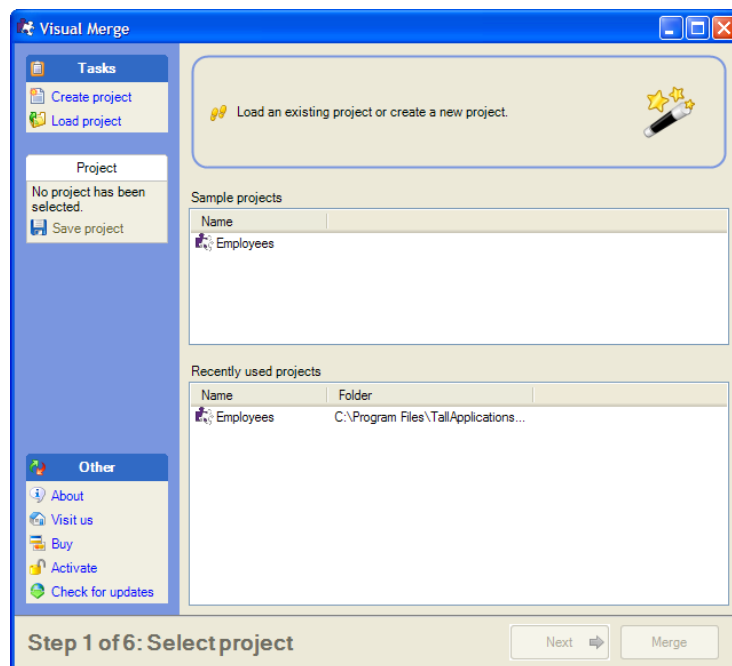 Visual Merge
Tasks
Create project
Load project
Project
No project has been
selected.
Save project
Other
About
Visit us
Buy
Activate
Check for updates
Load an existing project or create a new project.
Sample projects
Name
Employees
Recently used projects
Name Folder
Employees C:\Program Files\TallApplications...
Step 1 of 6: Select project
Next Merge